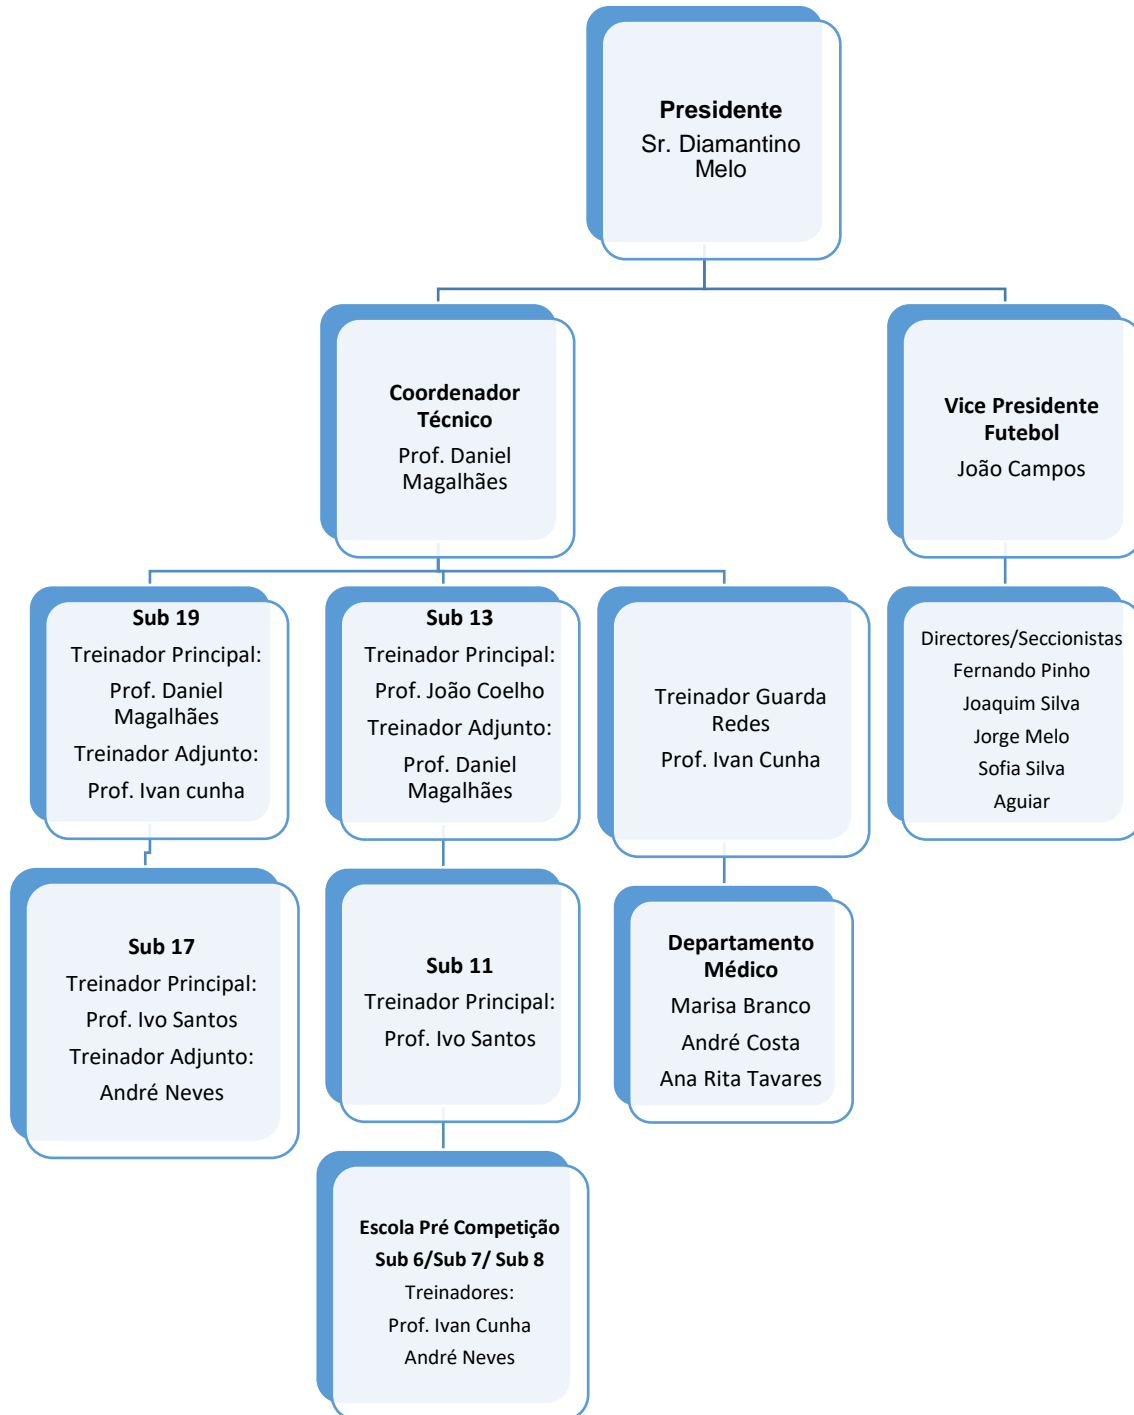 Presidente
Sr. Diamantino
Melo
Coordenador
Técnico
Prof. Daniel
Magalhães
Vice Presidente
Futebol
João Campos
Sub 19
Treinador Principal:
Prof. Daniel
Magalhães
Treinador Adjunto:
Prof. Ivan cunha
Sub 13
Treinador Principal:
Prof. João Coelho
Treinador Adjunto:
Prof. Daniel
Magalhães
Treinador Guarda
Redes
Prof. Ivan Cunha
Directores/Seccionistas
Fernando Pinho
Joaquim Silva
Jorge Melo
Sofia Silva
Aguiar
Sub 17
Treinador Principal:
Prof. Ivo Santos
Treinador Adjunto:
André Neves
Sub 11
Treinador Principal:
Prof. Ivo Santos
Departamento
Médico
Marisa Branco
André Costa
Ana Rita Tavares
Escola Pré Competição
Sub 6/Sub 7/ Sub 8
Treinadores:
Prof. Ivan Cunha
André Neves